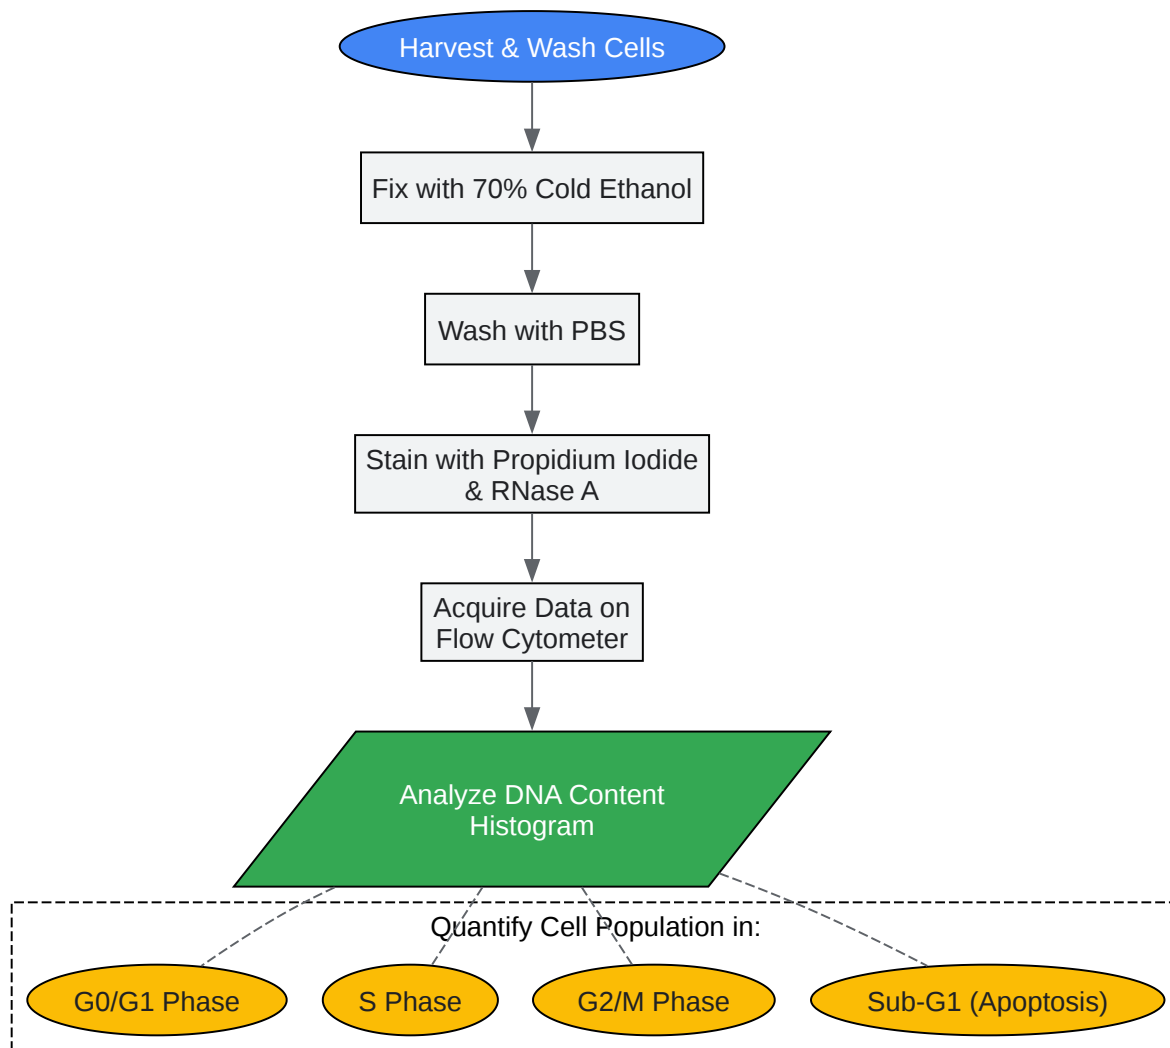 Harvest & Wash Cells
Fix with 70% Cold Ethanol
Wash with PBS
Stain with Propidium Iodide
& RNase A
Acquire Data on
Flow Cytometer
Analyze DNA Content
Histogram
Quantify Cell Population in:
G0/G1 Phase
S Phase
G2/M Phase
Sub-G1 (Apoptosis)